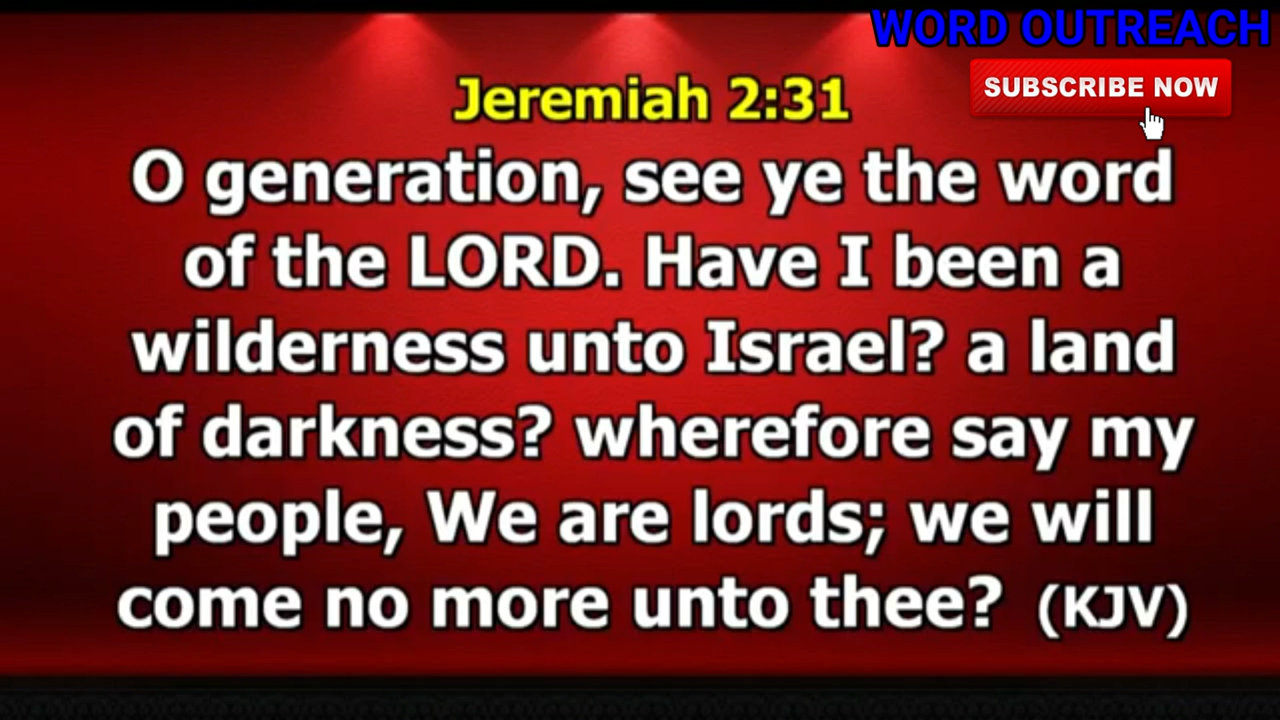 WORD OUTREACH
SUBSCRIBE NOW
Jeremiah 2:31
O generation, see ye the word
of the LORD. Have I been a
wilderness unto Israel? a land
of darkness? wherefore say my
people, We are lords; we will
come no more unto thee? (KJV)